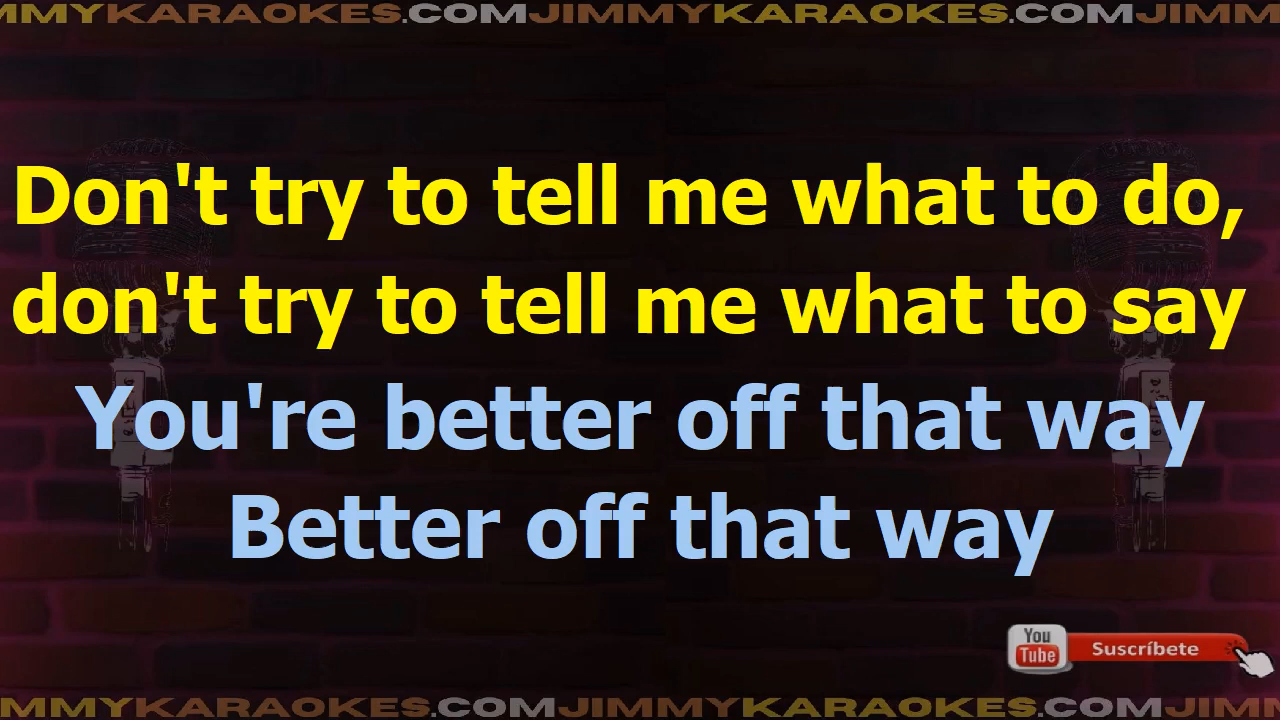 JIMMYKARAOKES.COMJIMMYKARAOKES.COMJIMM
Don't try to tell me what to do,
don't try to tell me what to say
You're better off that way
Better off that way
You
Tube
Suscríbete
MMYKARAOKES.COMJIMMYKARAOKES.COMJIMM